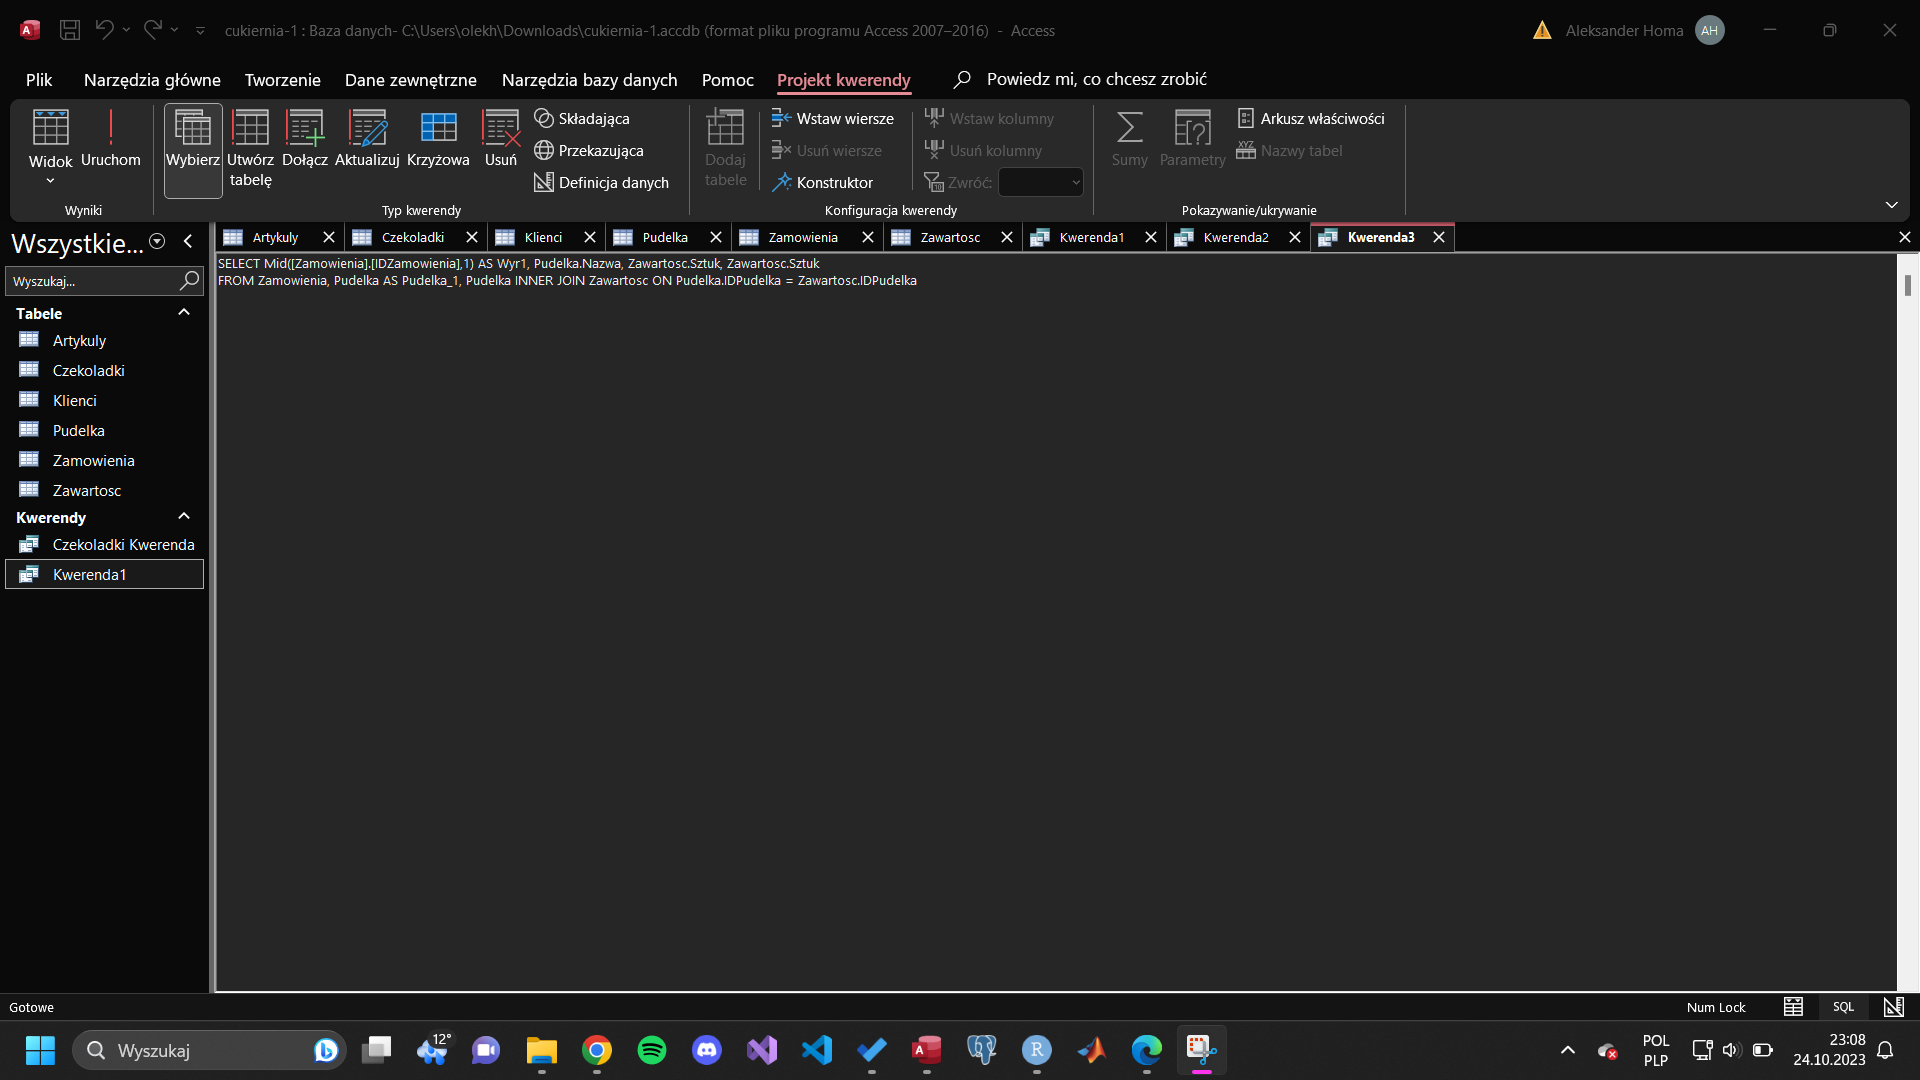 cukiernia-1 : Baza danych- C:\Users\olekh\Downloads\cukiernia-1.accdb (format pliku programu Access 2007–2016) - Access
Aleksander Homa AH
Plik Narzędzia główne Tworzenie Dane zewnętrzne Narzędzia bazy danych Pomoc Projekt kwerendy Powiedz mi, co chcesz zrobić
Widok Uruchom
Wyniki
Wybierz Utwórz tabelę Dołącz Aktualizuj Krzyżowa Usuń
Składająca
Przekazująca
Definicja danych
Typ kwerendy
Dodaj tabele
Wstaw wiersze
Usuń wiersze
Konstruktor
Wstaw kolumny
Usuń kolumny
Zwróć:
Konfiguracja kwerendy
Sumy Parametry
Arkusz właściwości
XYZ Nazwy tabel
Pokazywanie/ukrywanie
Wszystkie...
Artykuly Czekoladki Klienci Pudelka Zamowienia Zawartosc Kwerenda1 Kwerenda2 Kwerenda3
Wyszukaj...
Tabele
Artykuly
Czekoladki
Klienci
Pudelka
Zamowienia
Zawartosc
Kwerendy
Czekoladki Kwerenda
Kwerenda1
SELECT Mid([Zamowienia].[IDZamowienia],1) AS Wyr1, Pudelka.Nazwa, Zawartosc.Sztuk, Zawartosc.Sztuk
FROM Zamowienia, Pudelka AS Pudelka_1, Pudelka INNER JOIN Zawartosc ON Pudelka.IDPudelka = Zawartosc.IDPudelka
Gotowe
Num Lock SQL
Wyszukaj
12°
POL
PLP
23:08
24.10.2023